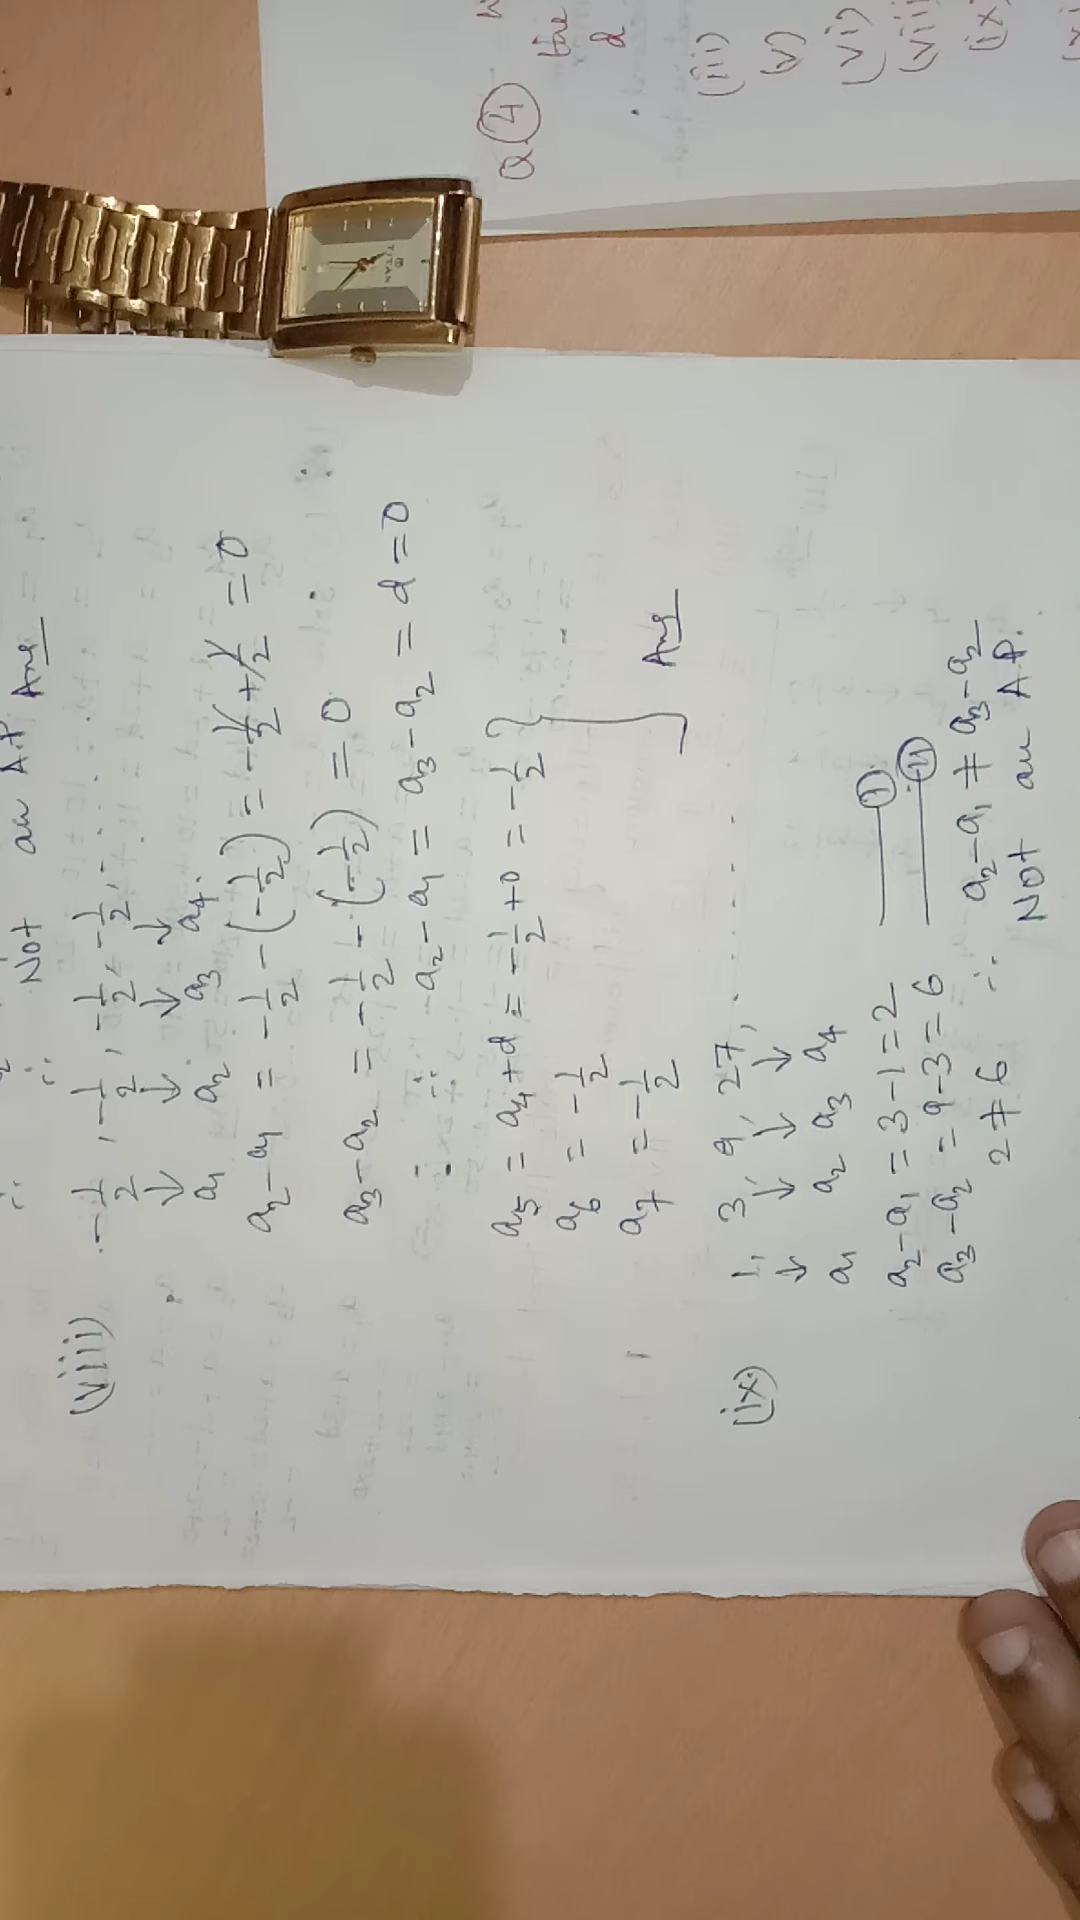 ∴ Not an A.P Ans
(viii) -1/2, -1/2, -1/2, -1/2, ....
↓ ↓ ↓ ↓
a1 a2 a3 a4.
a2-a1 = -1/2-(-1/2) = -1/2+1/2 = 0
a3-a2 = -1/2-(-1/2) = 0
∴ a2-a1 = a3-a2 = d = 0
a5 = a4+d = -1/2+0 = -1/2
a6 = -1/2
a7 = -1/2
Ans
(ix) 1, 3, 9, 27, ......
↓ ↓ ↓ ↓
a1 a2 a3 a4
a2-a1 = 3-1 = 2 — (I)
a3-a2 = 9-3 = 6 — (II)
2≠6 ∴ a2-a1 ≠ a3-a2
Not an A.P.
Q(4)
the
d
(iii)
(v)
(vi)
(viii)
(ix)
TITAN